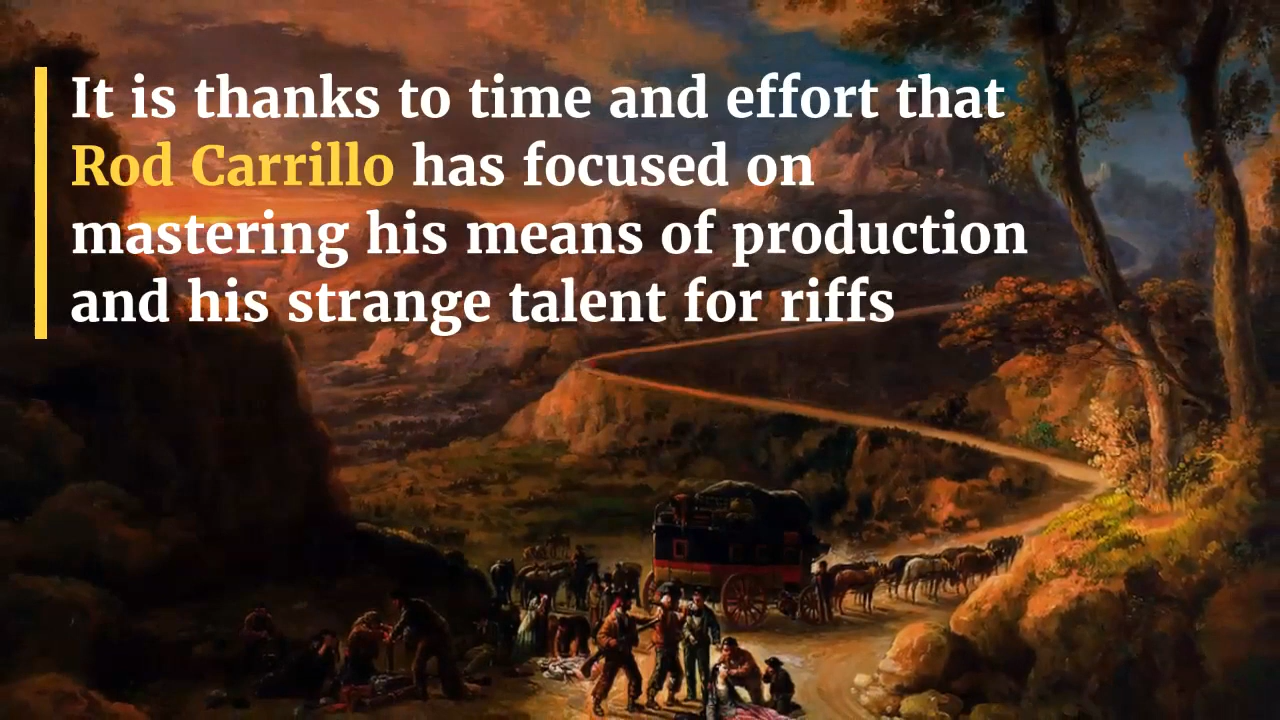 It is thanks to time and effort that
Rod Carrillo has focused on
mastering his means of production
and his strange talent for riffs